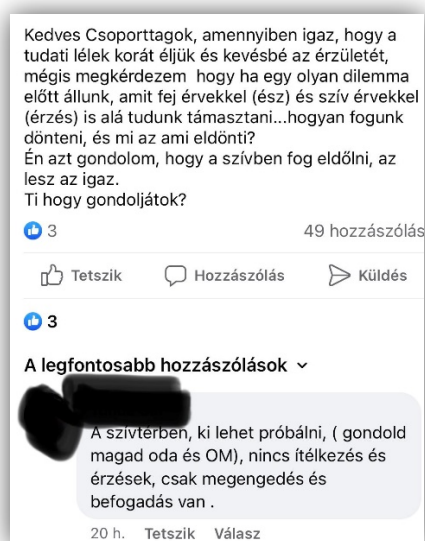 Kedves Csoporttagok, amennyiben igaz, hogy a
tudati lélek korát éljük és kevésbé az érzületét,
mégis megkérdezem hogy ha egy olyan dilemma
előtt állunk, amit fej érvekkel (ész) és szív érvekkel
(érzés) is alá tudunk támasztani...hogyan fogunk
dönteni, és mi az ami eldönti?
Én azt gondolom, hogy a szívben fog eldőlni, az
lesz az igaz.
Ti hogy gondoljátok?
3 49 hozzászólás
Tetszik Hozzászólás Küldés
3
A legfontosabb hozzászólások
A szívtérben, ki lehet próbálni, ( gondold
magad oda és OM), nincs ítélkezés és
érzések, csak megengedés és
befogadás van .
20 h. Tetszik Válasz